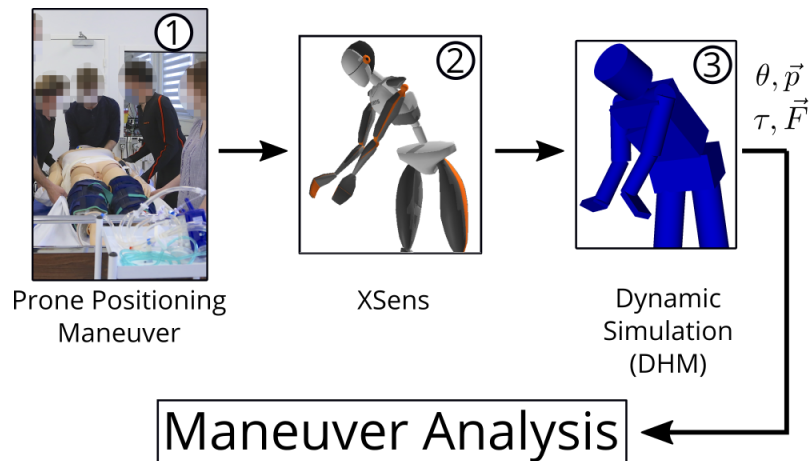 ①
②
③
θ, p⃗
τ, F⃗
Prone Positioning
Maneuver
XSens
Dynamic
Simulation
(DHM)
Maneuver Analysis